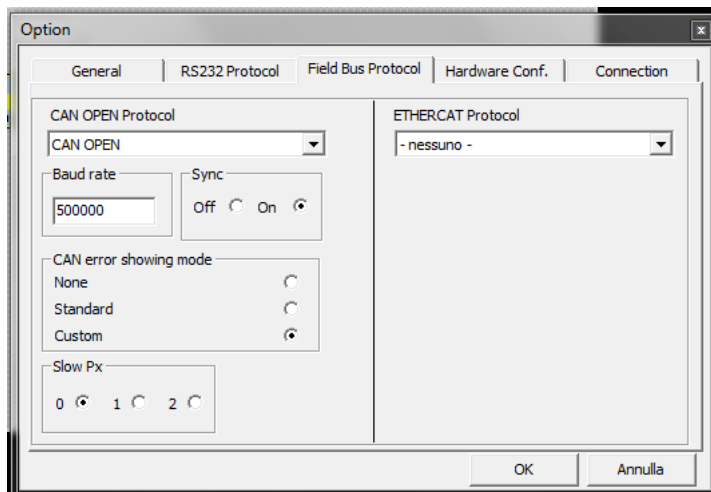 Option
General
RS232 Protocol
Field Bus Protocol
Hardware Conf.
Connection
CAN OPEN Protocol
CAN OPEN
Baud rate
500000
Sync
Off On
CAN error showing mode
None
Standard
Custom
Slow Px
0 1 2
ETHERCAT Protocol
- nessuno -
OK
Annulla